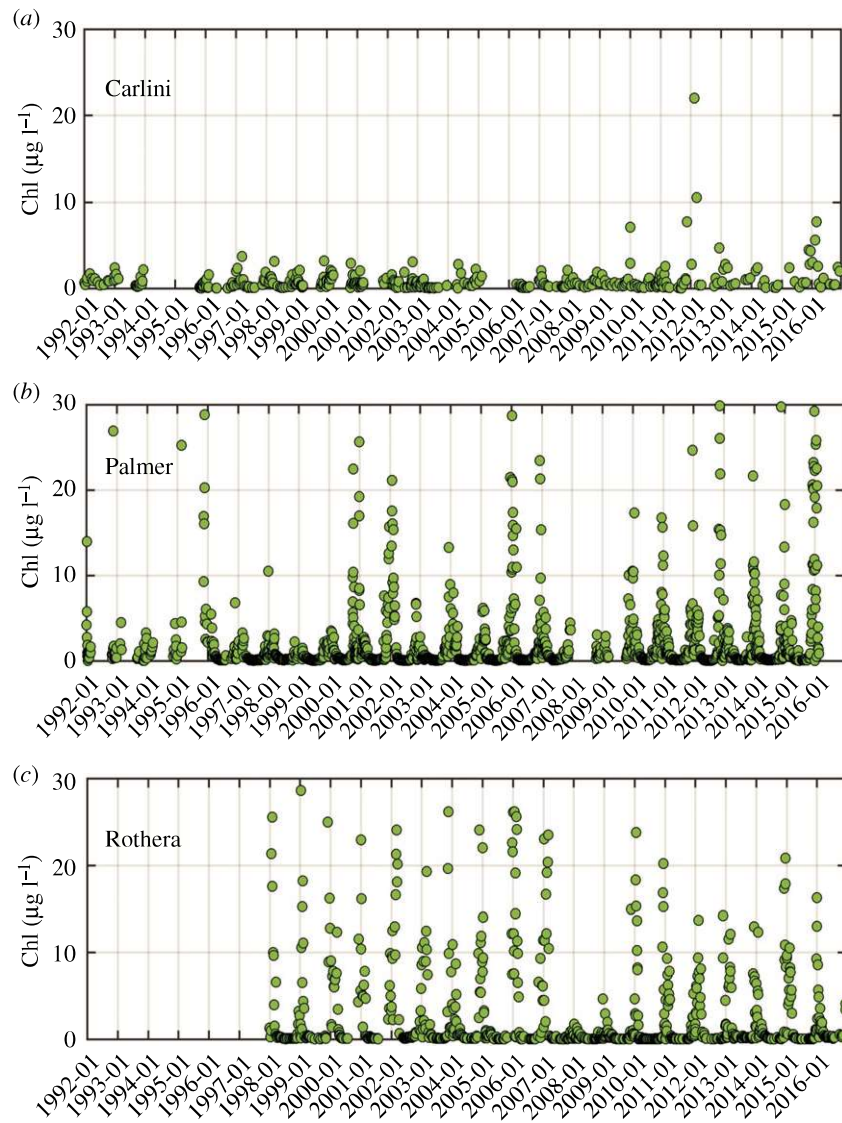 (a)
30
Carlini
20
Chl (µg l⁻¹)
10
0
1992-01 1993-01 1994-01 1995-01 1996-01 1997-01 1998-01 1999-01 2000-01 2001-01 2002-01 2003-01 2004-01 2005-01 2006-01 2007-01 2008-01 2009-01 2010-01 2011-01 2012-01 2013-01 2014-01 2015-01 2016-01
(b)
30
Palmer
20
Chl (µg l⁻¹)
10
0
1992-01 1993-01 1994-01 1995-01 1996-01 1997-01 1998-01 1999-01 2000-01 2001-01 2002-01 2003-01 2004-01 2005-01 2006-01 2007-01 2008-01 2009-01 2010-01 2011-01 2012-01 2013-01 2014-01 2015-01 2016-01
(c)
30
Rothera
20
Chl (µg l⁻¹)
10
0
1992-01 1993-01 1994-01 1995-01 1996-01 1997-01 1998-01 1999-01 2000-01 2001-01 2002-01 2003-01 2004-01 2005-01 2006-01 2007-01 2008-01 2009-01 2010-01 2011-01 2012-01 2013-01 2014-01 2015-01 2016-01